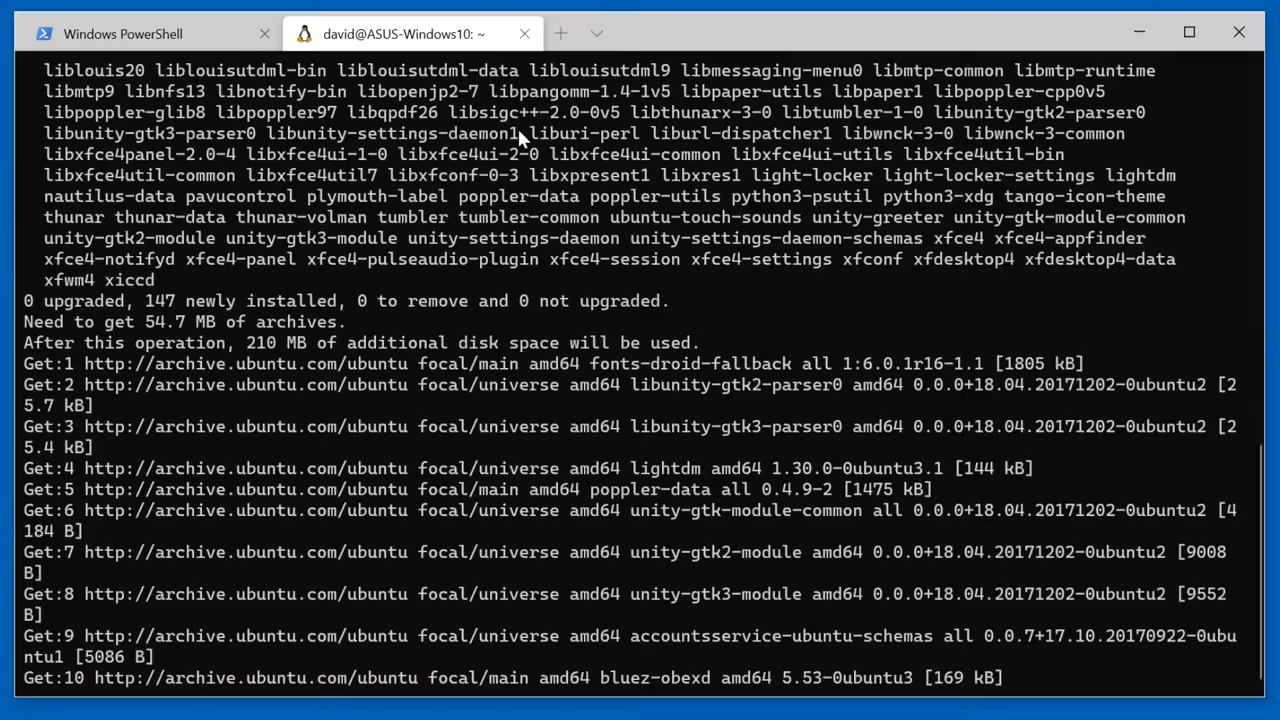 Windows PowerShell
david@ASUS-Windows10: ~
liblouis20 liblouisutdml-bin liblouisutdml-data liblouisutdml9 libmessaging-menu0 libmtp-common libmtp-runtime
libmtp9 libnfs13 libnotify-bin libopenjp2-7 libpangomm-1.4-1v5 libpaper-utils libpaper1 libpoppler-cpp0v5
libpoppler-glib8 libpoppler97 libqpdf26 libsigc++-2.0-0v5 libthunarx-3-0 libtumbler-1-0 libunity-gtk2-parser0
libunity-gtk3-parser0 libunity-settings-daemon1 liburi-perl liburl-dispatcher1 libwnck-3-0 libwnck-3-common
libxfce4panel-2.0-4 libxfce4ui-1-0 libxfce4ui-2-0 libxfce4ui-common libxfce4ui-utils libxfce4util-bin
libxfce4util-common libxfce4util7 libxfconf-0-3 libxpresent1 libxres1 light-locker light-locker-settings lightdm
nautilus-data pavucontrol plymouth-label poppler-data poppler-utils python3-psutil python3-xdg tango-icon-theme
thunar thunar-data thunar-volman tumbler tumbler-common ubuntu-touch-sounds unity-greeter unity-gtk-module-common
unity-gtk2-module unity-gtk3-module unity-settings-daemon unity-settings-daemon-schemas xfce4 xfce4-appfinder
xfce4-notifyd xfce4-panel xfce4-pulseaudio-plugin xfce4-session xfce4-settings xfconf xfdesktop4 xfdesktop4-data
xfwm4 xiccd
0 upgraded, 147 newly installed, 0 to remove and 0 not upgraded.
Need to get 54.7 MB of archives.
After this operation, 210 MB of additional disk space will be used.
Get:1 http://archive.ubuntu.com/ubuntu focal/main amd64 fonts-droid-fallback all 1:6.0.1r16-1.1 [1805 kB]
Get:2 http://archive.ubuntu.com/ubuntu focal/universe amd64 libunity-gtk2-parser0 amd64 0.0.0+18.04.20171202-0ubuntu2 [2
5.7 kB]
Get:3 http://archive.ubuntu.com/ubuntu focal/universe amd64 libunity-gtk3-parser0 amd64 0.0.0+18.04.20171202-0ubuntu2 [2
5.4 kB]
Get:4 http://archive.ubuntu.com/ubuntu focal/universe amd64 lightdm amd64 1.30.0-0ubuntu3.1 [144 kB]
Get:5 http://archive.ubuntu.com/ubuntu focal/main amd64 poppler-data all 0.4.9-2 [1475 kB]
Get:6 http://archive.ubuntu.com/ubuntu focal/universe amd64 unity-gtk-module-common all 0.0.0+18.04.20171202-0ubuntu2 [4
184 B]
Get:7 http://archive.ubuntu.com/ubuntu focal/universe amd64 unity-gtk2-module amd64 0.0.0+18.04.20171202-0ubuntu2 [9008
B]
Get:8 http://archive.ubuntu.com/ubuntu focal/universe amd64 unity-gtk3-module amd64 0.0.0+18.04.20171202-0ubuntu2 [9552
B]
Get:9 http://archive.ubuntu.com/ubuntu focal/universe amd64 accountsservice-ubuntu-schemas all 0.0.7+17.10.20170922-0ubu
ntu1 [5086 B]
Get:10 http://archive.ubuntu.com/ubuntu focal/main amd64 bluez-obexd amd64 5.53-0ubuntu3 [169 kB]